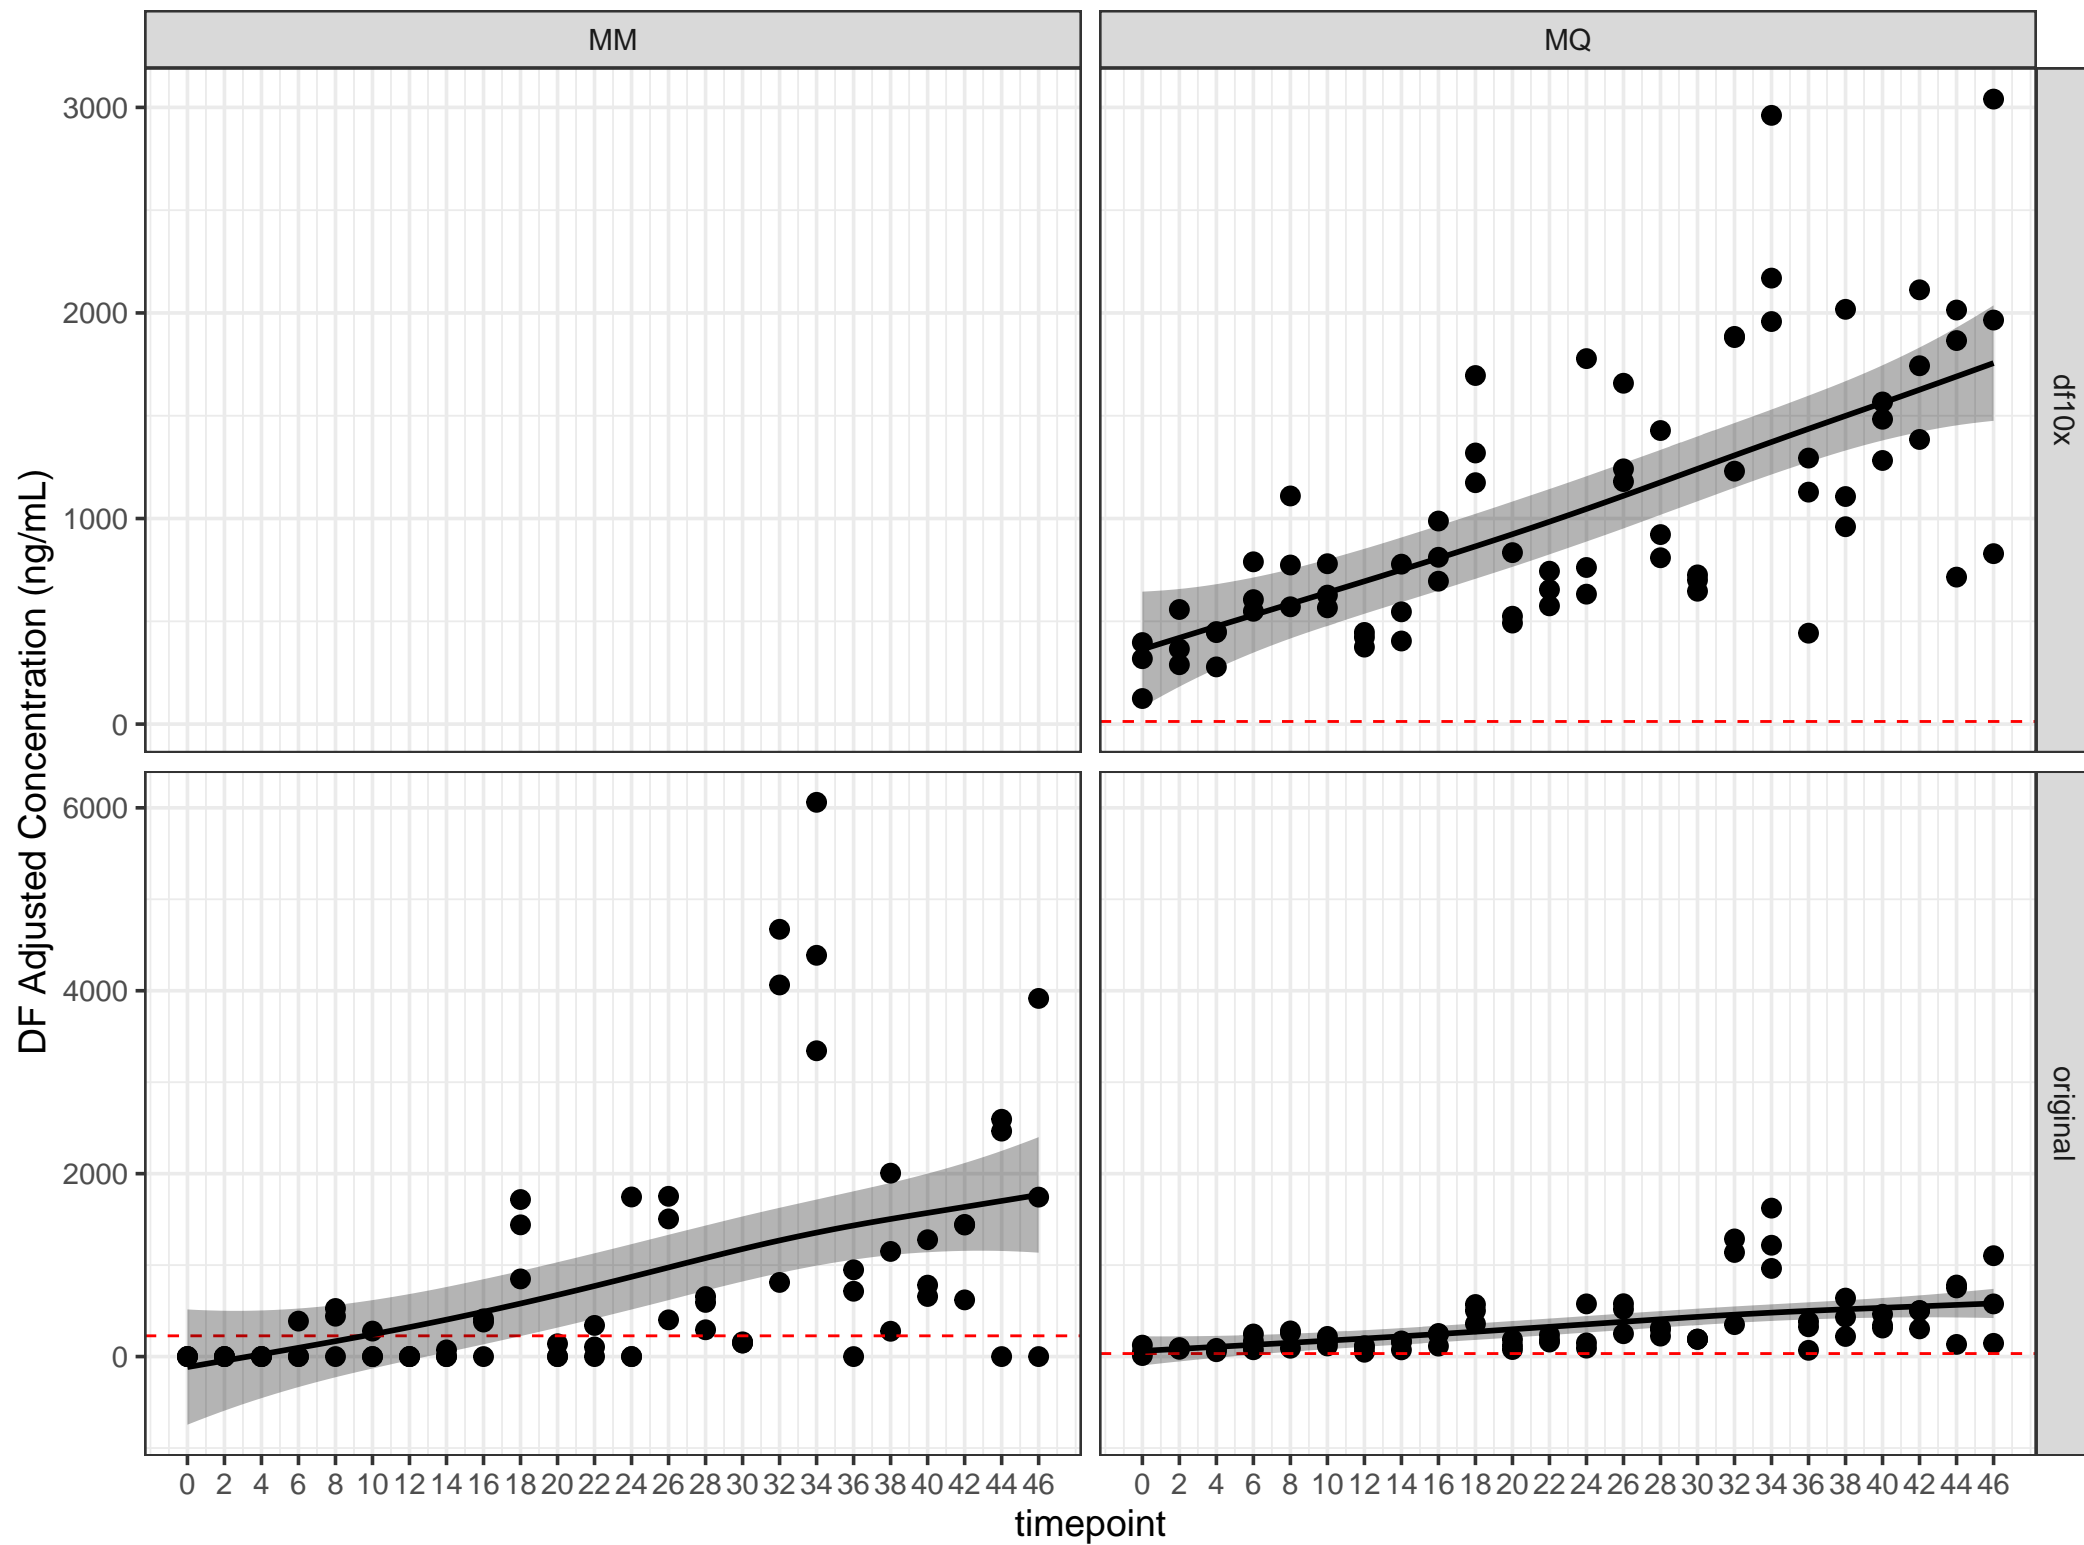 MM
MQ
DF Adjusted Concentration (ng/mL)
3000
2000
1000
0
df10x
6000
4000
2000
0
original
0 2 4 6 8 10 12 14 16 18 20 22 24 26 28 30 32 34 36 38 40 42 44 46
0 2 4 6 8 10 12 14 16 18 20 22 24 26 28 30 32 34 36 38 40 42 44 46
timepoint